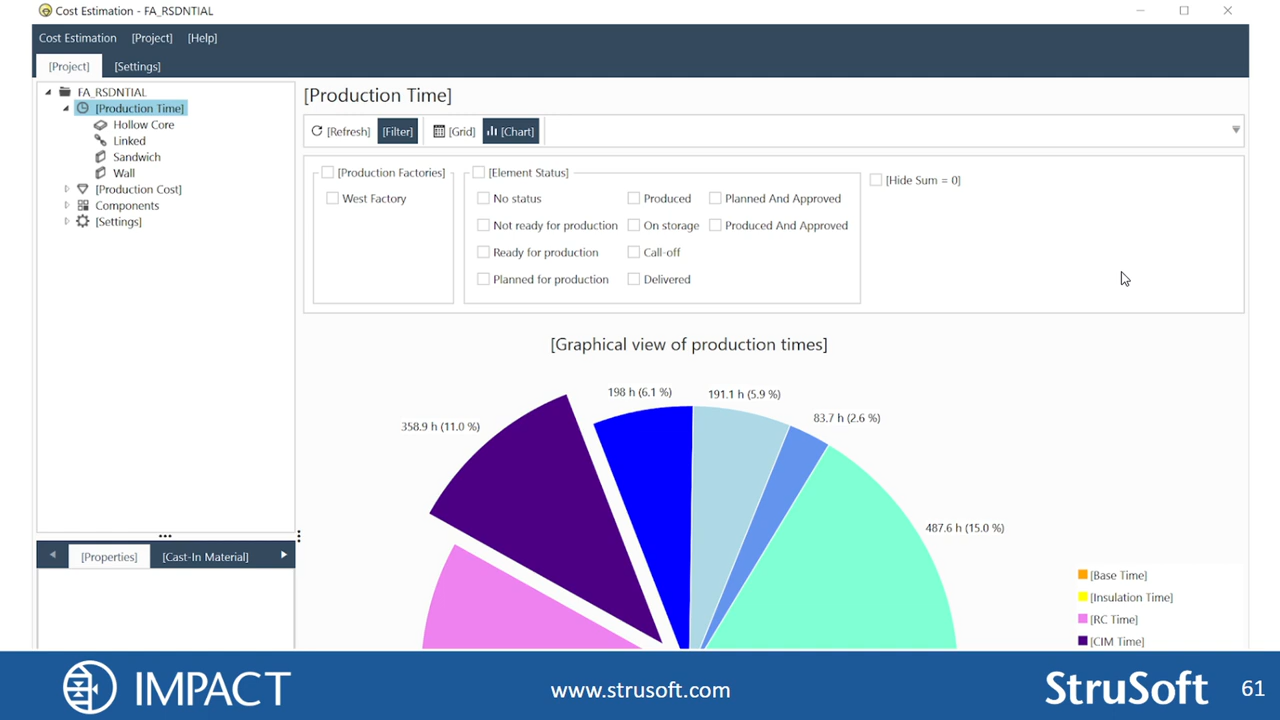 Cost Estimation - FA_RSDNTIAL
Cost Estimation [Project] [Help]
[Project] [Settings]
FA_RSDNTIAL
[Production Time]
Hollow Core
Linked
Sandwich
Wall
[Production Cost]
Components
[Settings]
[Properties] [Cast-In Material]
[Production Time]
[Refresh] [Filter] [Grid] [Chart]
[Production Factories]
West Factory
[Element Status]
No status
Not ready for production
Ready for production
Planned for production
Produced
On storage
Call-off
Delivered
Planned And Approved
Produced And Approved
[Hide Sum = 0]
[Graphical view of production times]
198 h (6.1 %)
191.1 h (5.9 %)
83.7 h (2.6 %)
358.9 h (11.0 %)
487.6 h (15.0 %)
[Base Time]
[Insulation Time]
[RC Time]
[CIM Time]
IMPACT
www.strusoft.com
StruSoft
61